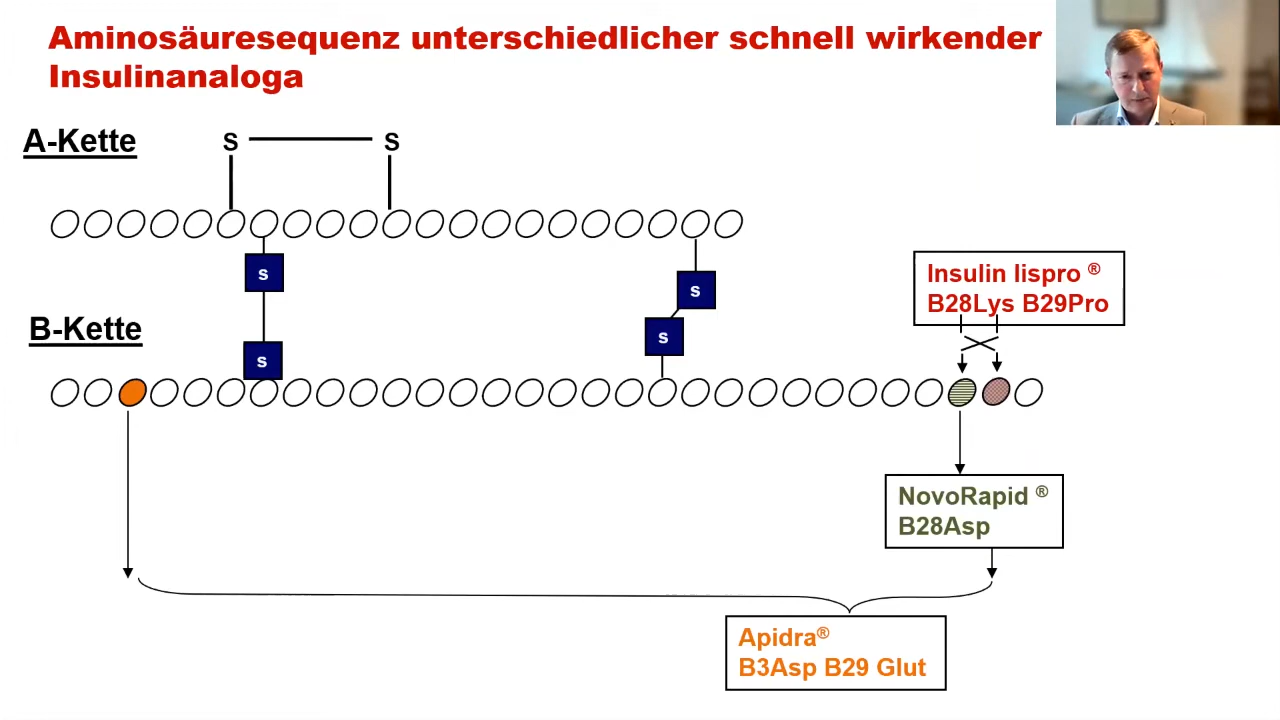 Aminosäuresequenz unterschiedlicher schnell wirkender
Insulinanaloga
A-Kette
S S
s
s
B-Kette
s
s
Insulin lispro ®
B28Lys B29Pro
NovoRapid ®
B28Asp
Apidra®
B3Asp B29 Glut